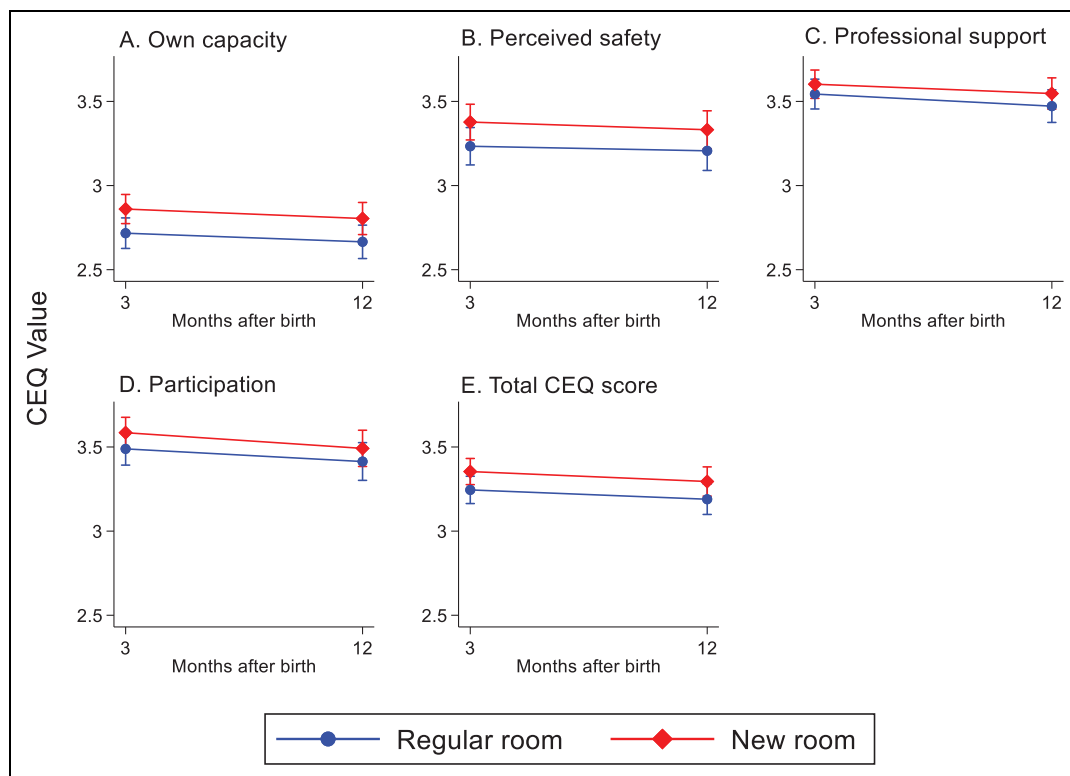 CEQ Value
A. Own capacity
3.5
3
2.5
3 12
Months after birth
B. Perceived safety
3.5
3
2.5
3 12
Months after birth
C. Professional support
3.5
3
2.5
3 12
Months after birth
D. Participation
3.5
3
2.5
3 12
Months after birth
E. Total CEQ score
3.5
3
2.5
3 12
Months after birth
Regular room New room